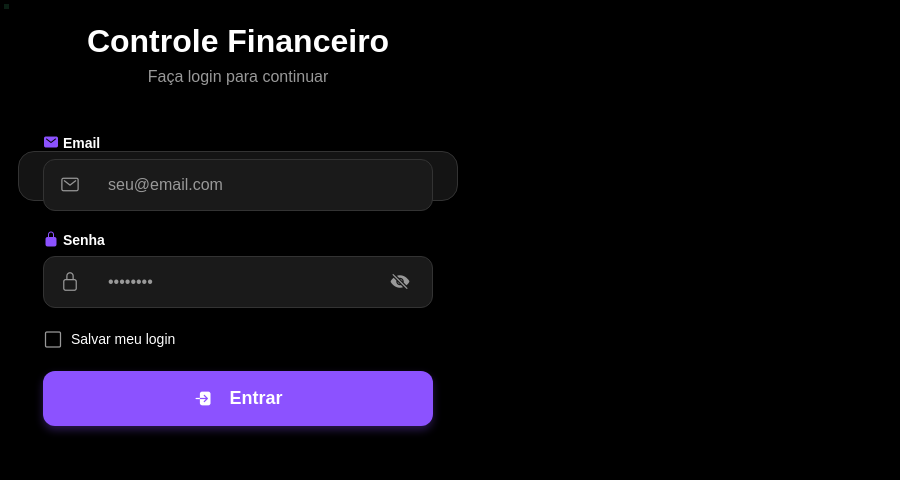 Controle Financeiro
Faça login para continuar
Email
seu@email.com
Senha
••••••••
Salvar meu login
Entrar